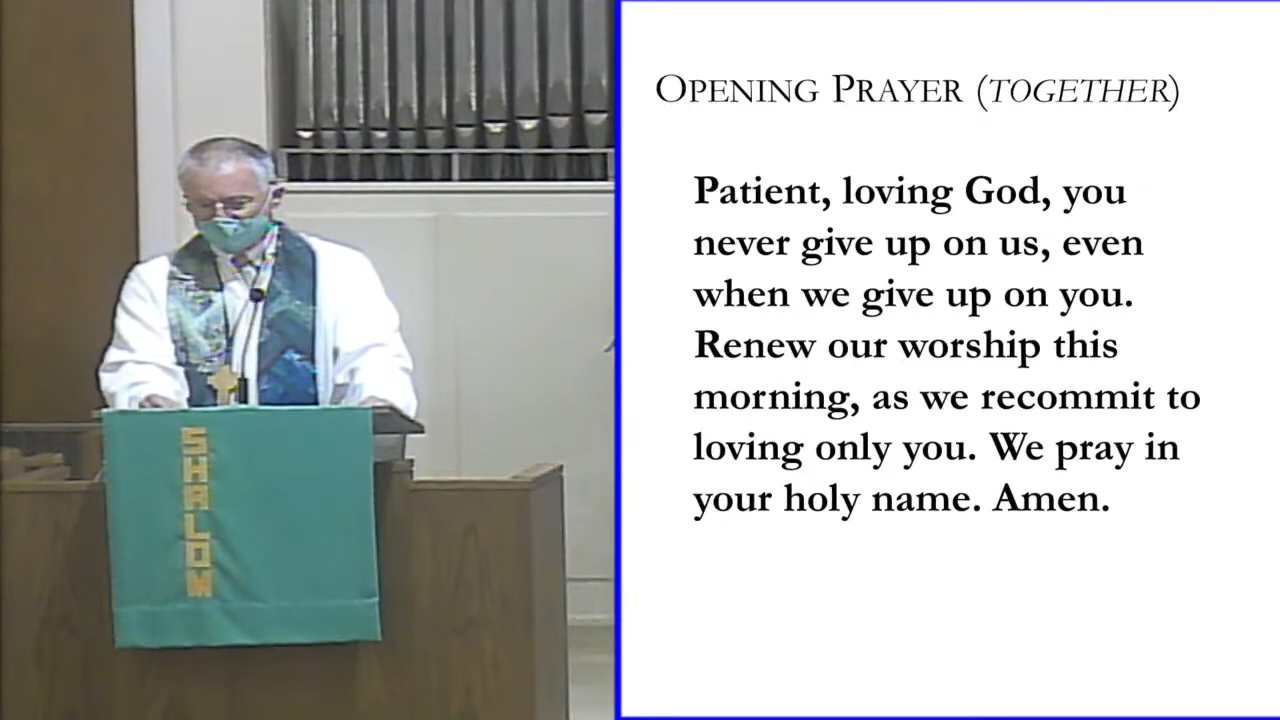 SHALOM
OPENING PRAYER (TOGETHER)
Patient, loving God, you
never give up on us, even
when we give up on you.
Renew our worship this
morning, as we recommit to
loving only you. We pray in
your holy name. Amen.